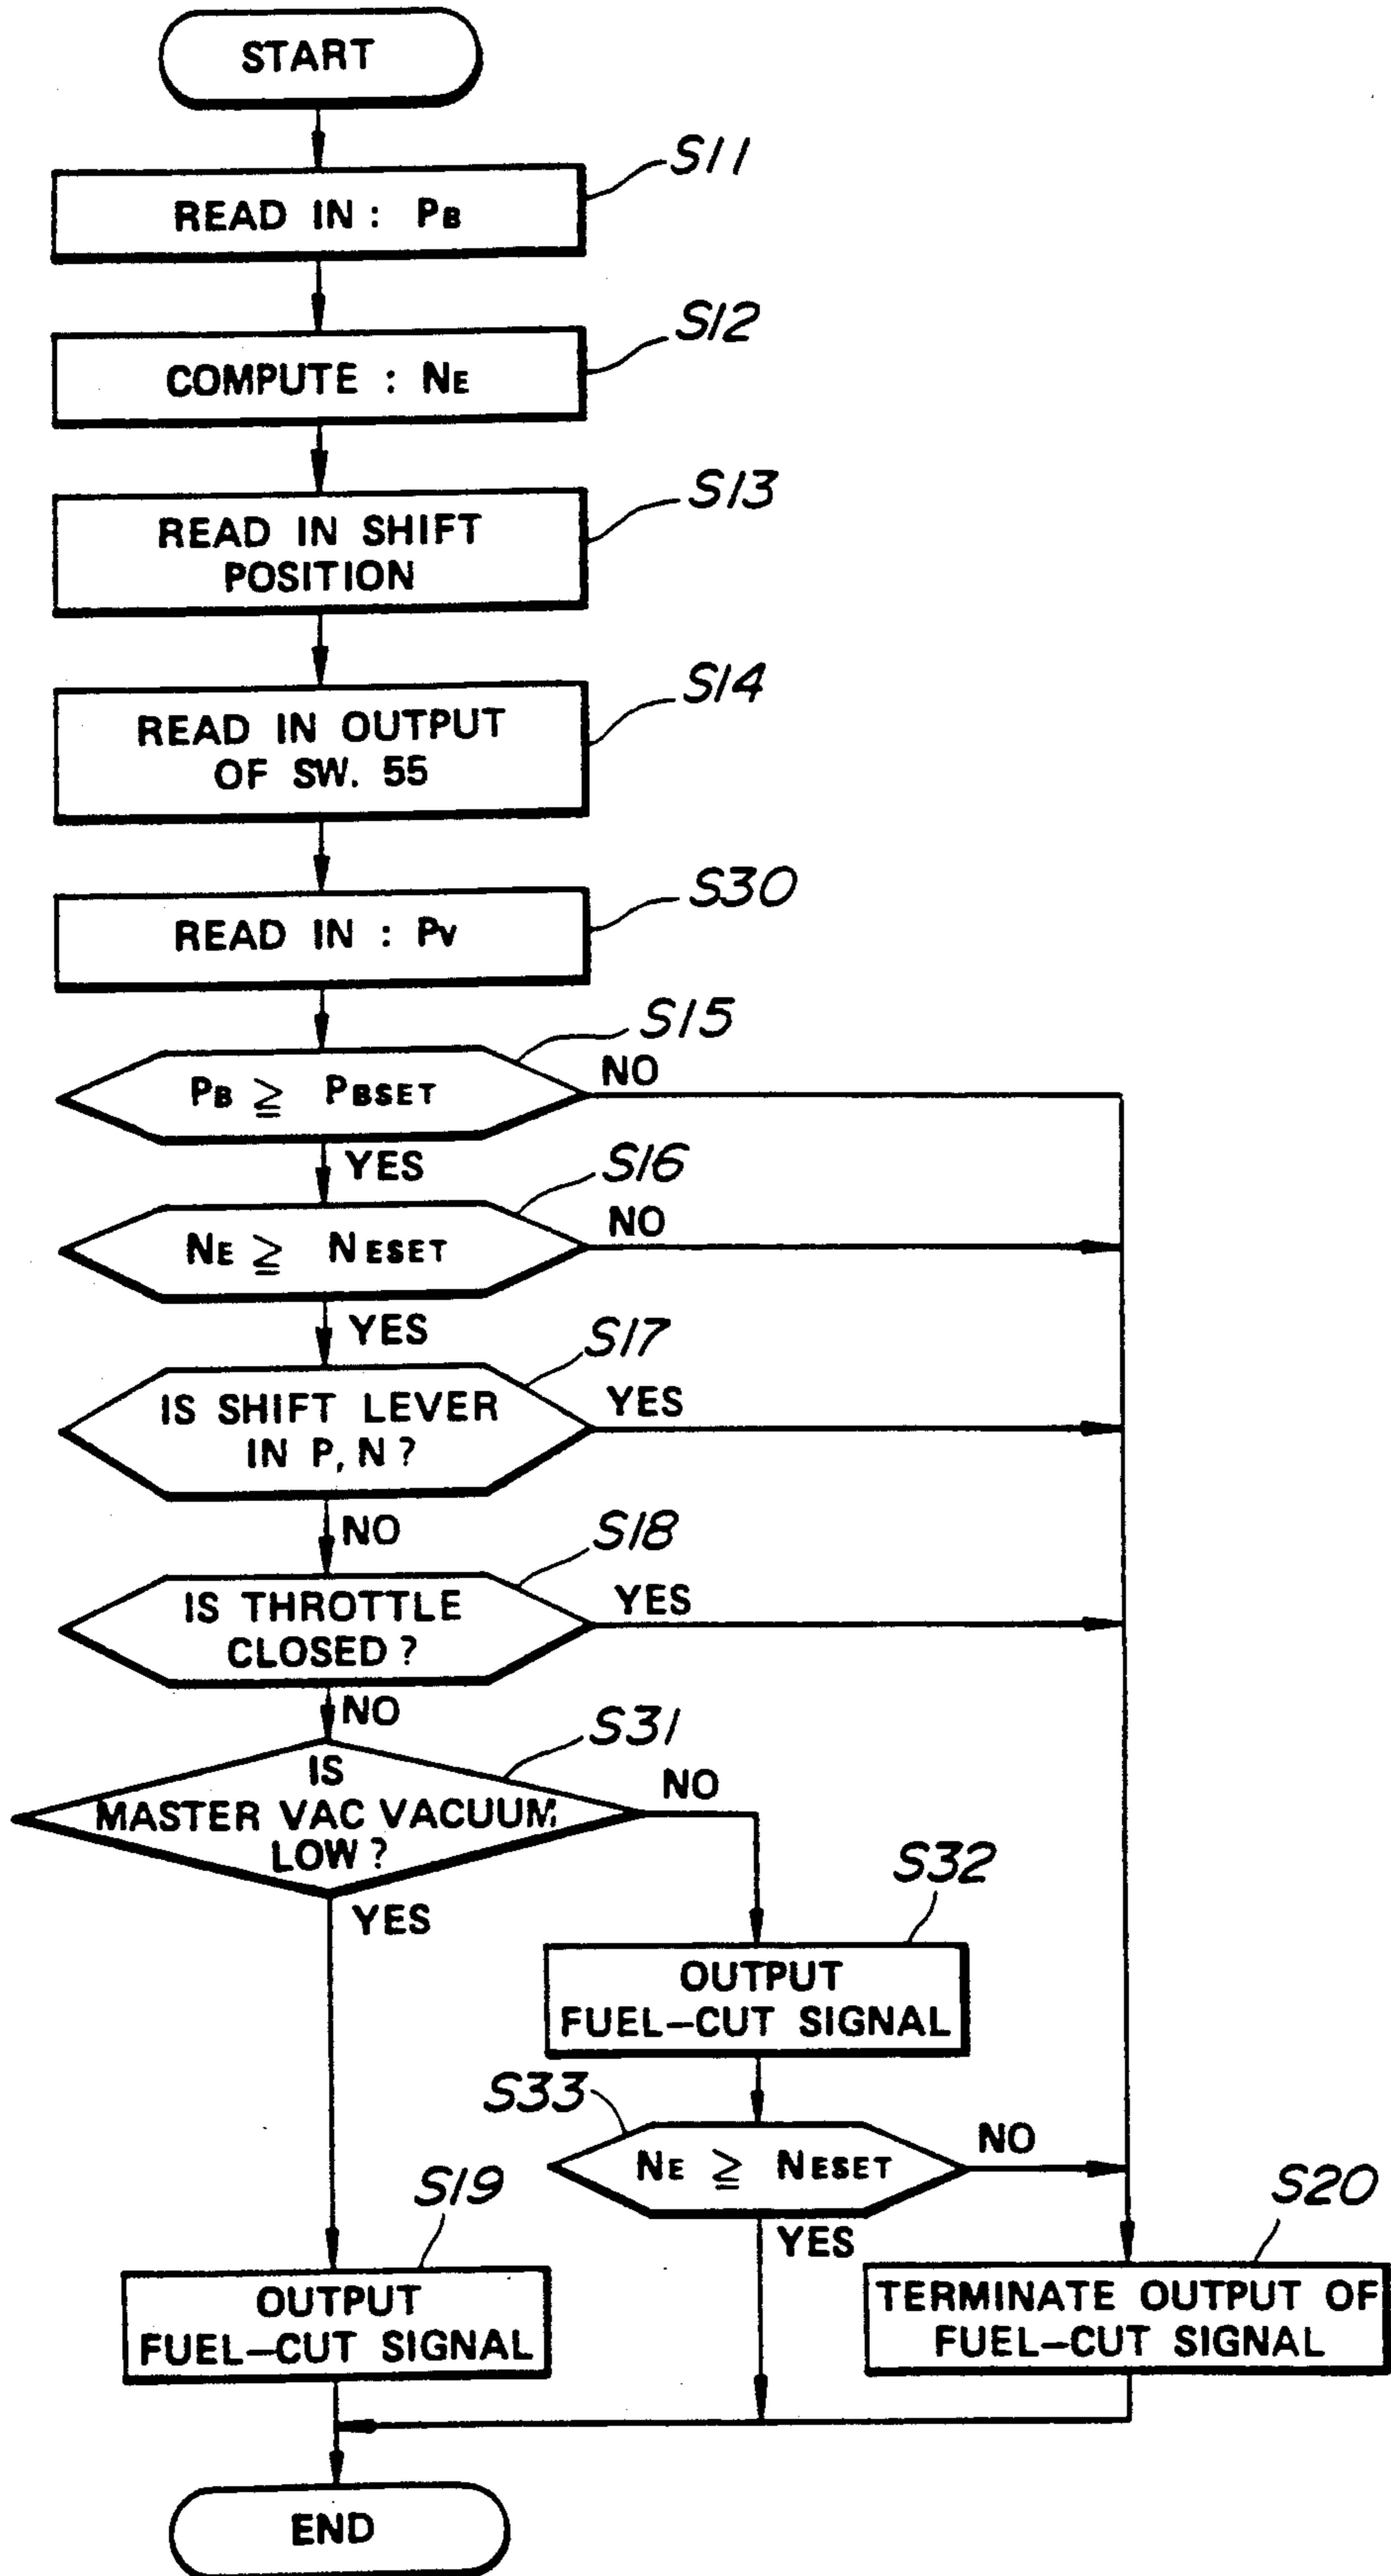 START
S11
READ IN : PB
S12
COMPUTE : NE
S13
READ IN SHIFT
POSITION
S14
READ IN OUTPUT
OF SW. 55
S30
READ IN : PV
S15
PB ≧ PBSET
NO
YES
S16
NE ≧ NESET
NO
YES
S17
IS SHIFT LEVER
IN P, N ?
YES
NO
S18
IS THROTTLE
CLOSED ?
YES
NO
S31
IS
MASTER VAC VACUUM
LOW ?
NO
YES
S32
OUTPUT
FUEL-CUT SIGNAL
S33
NE ≧ NESET
NO
YES
S19
OUTPUT
FUEL-CUT SIGNAL
S20
TERMINATE OUTPUT OF
FUEL-CUT SIGNAL
END